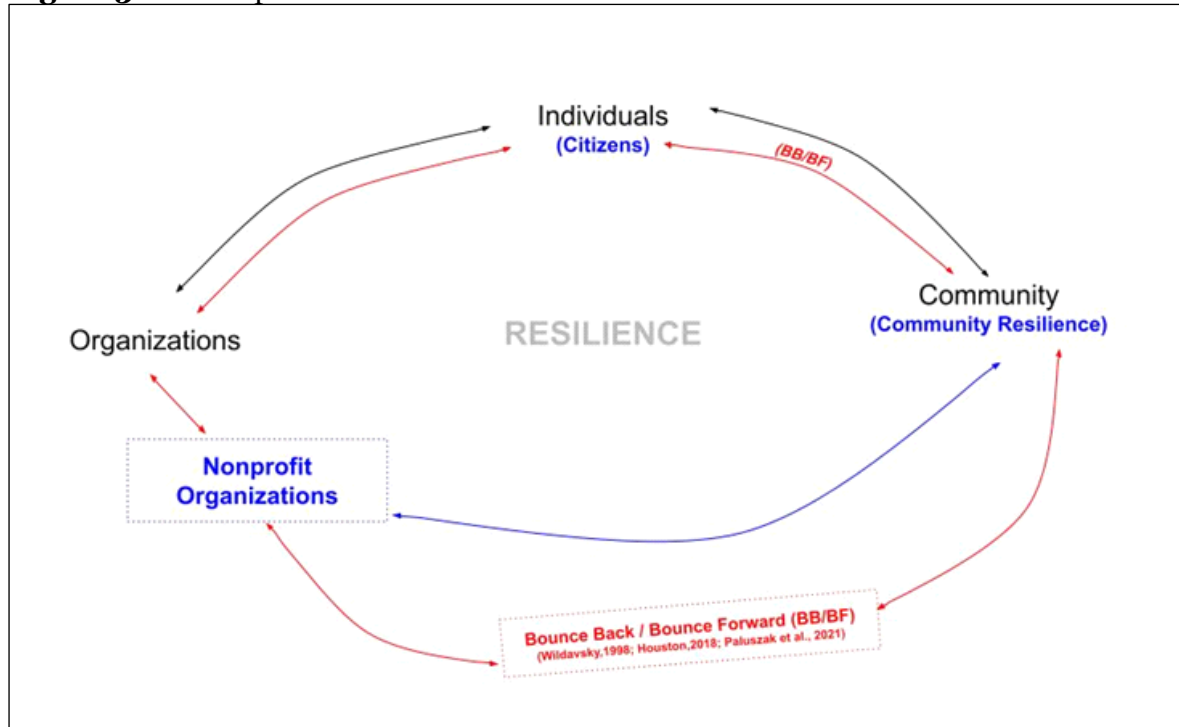 Individuals
(Citizens)
(BB/BF)
Community
(Community Resilience)
RESILIENCE
Organizations
Nonprofit
Organizations
Bounce Back / Bounce Forward (BB/BF)
(Wildavsky,1998; Houston,2018; Paluszak et al., 2021)